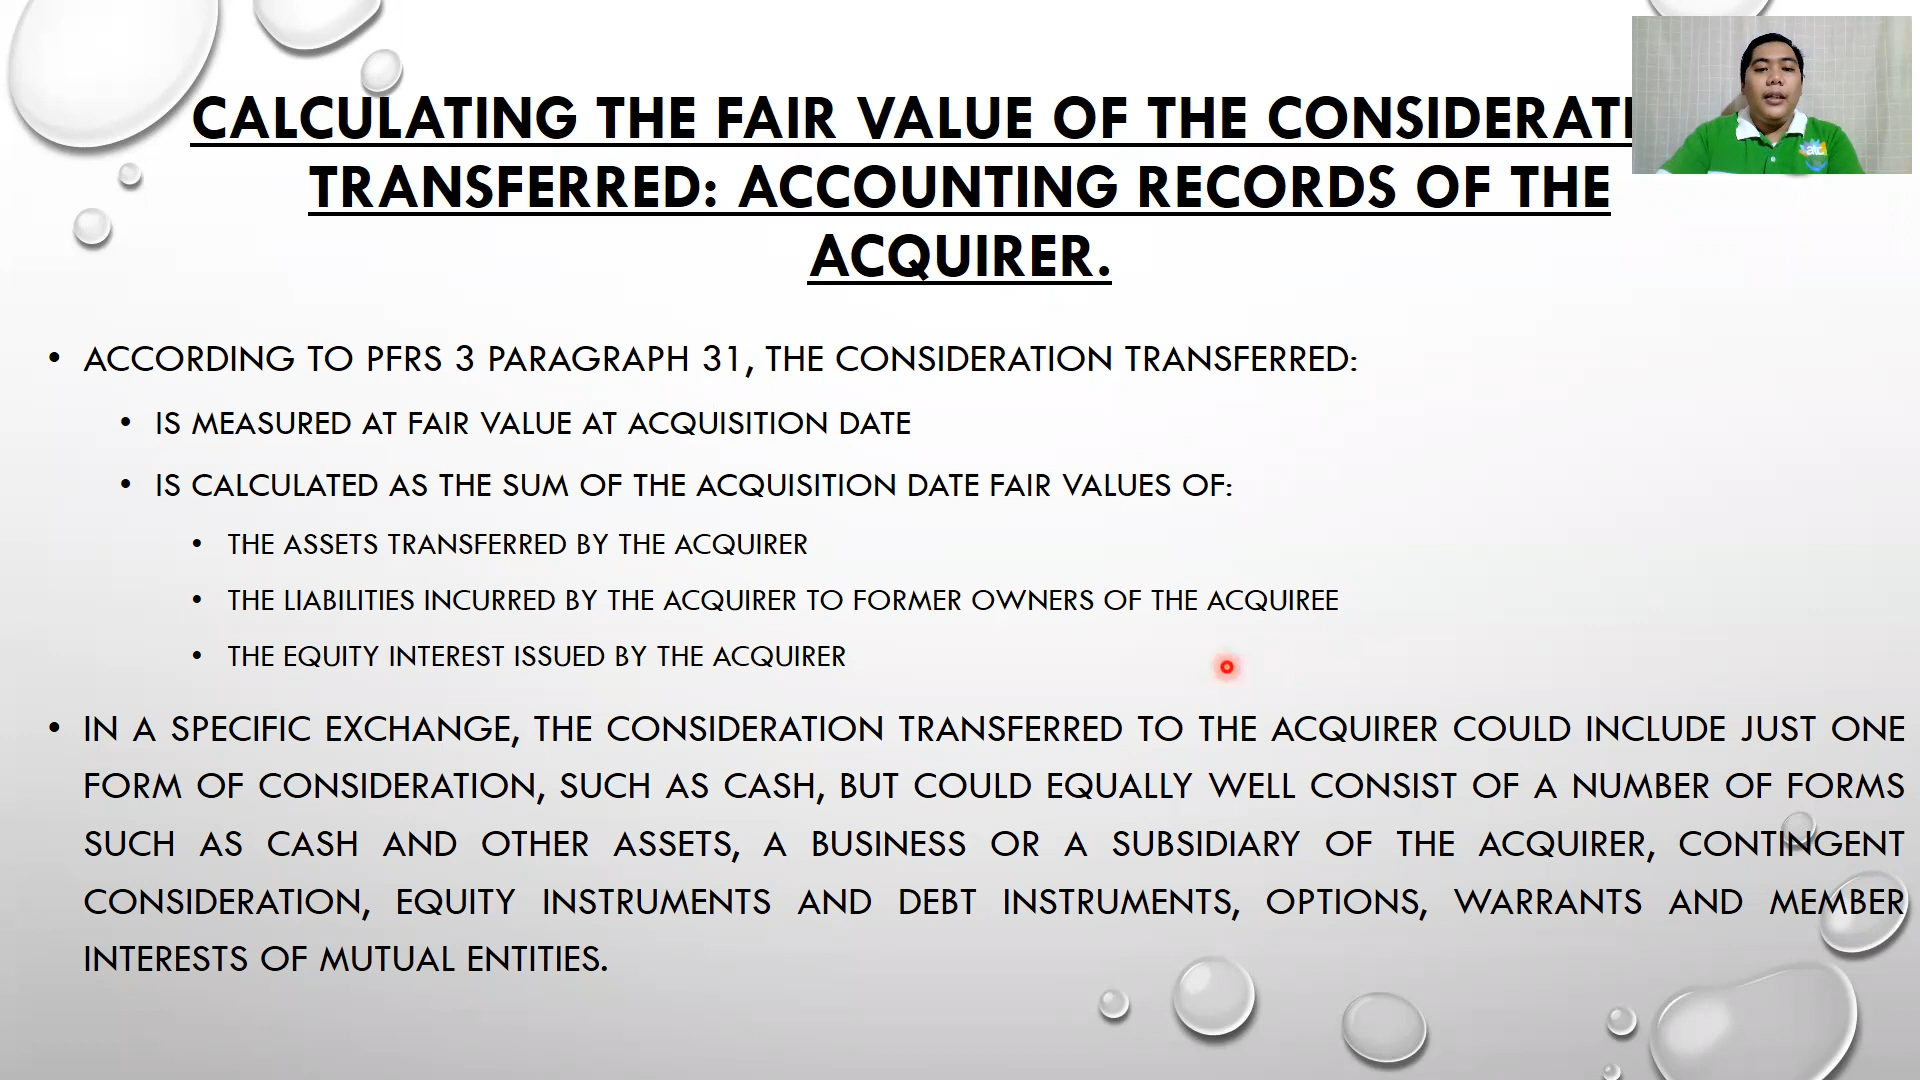 CALCULATING THE FAIR VALUE OF THE
TRANSFERRED: ACCOUNTING RECORDS OF THE
ACQUIRER.
• ACCORDING TO PFRS 3 PARAGRAPH 31, THE CONSIDERATION TRANSFERRED:
• IS MEASURED AT FAIR VALUE AT ACQUISITION DATE
• IS CALCULATED AS THE SUM OF THE ACQUISITION DATE FAIR VALUES OF:
• THE ASSETS TRANSFERRED BY THE ACQUIRER
• THE LIABILITIES INCURRED BY THE ACQUIRER TO FORMER OWNERS OF THE ACQUIREE
• THE EQUITY INTEREST ISSUED BY THE ACQUIRER
• IN A SPECIFIC EXCHANGE, THE CONSIDERATION TRANSFERRED TO THE ACQUIRER COULD INCLUDE JUST ONE
FORM OF CONSIDERATION, SUCH AS CASH, BUT COULD EQUALLY WELL CONSIST OF A NUMBER OF FORMS
SUCH AS CASH AND OTHER ASSETS, A BUSINESS OR A SUBSIDIARY OF THE ACQUIRER, CONTINGENT
CONSIDERATION, EQUITY INSTRUMENTS AND DEBT INSTRUMENTS, OPTIONS, WARRANTS AND MEMBER
INTERESTS OF MUTUAL ENTITIES.